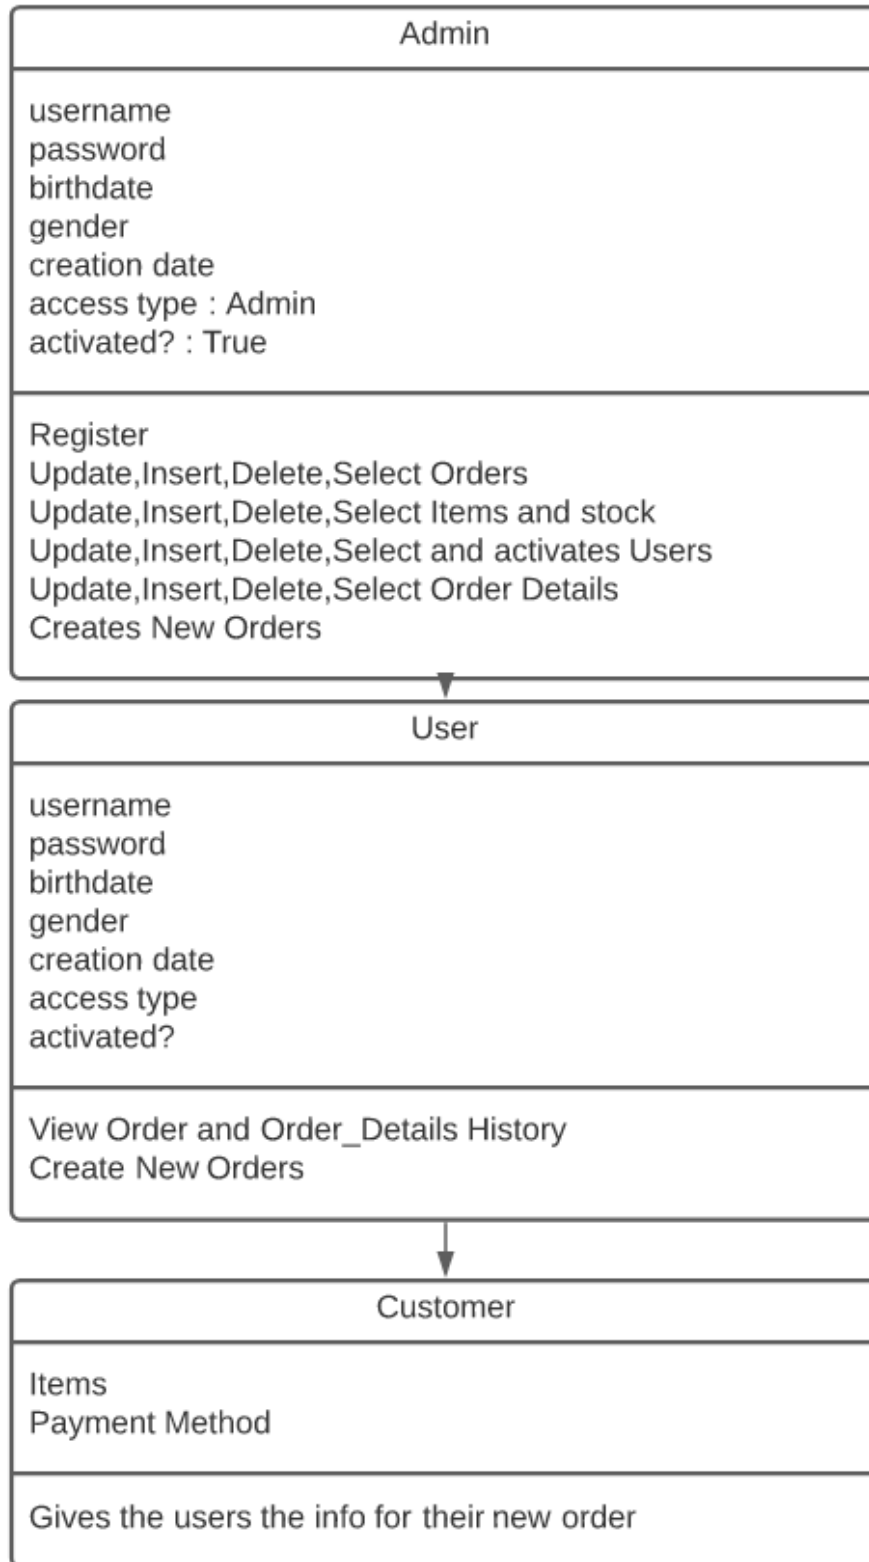 Admin
username
password
birthdate
gender
creation date
access type : Admin
activated? : True
Register
Update,Insert,Delete,Select Orders
Update,Insert,Delete,Select Items and stock
Update,Insert,Delete,Select and activates Users
Update,Insert,Delete,Select Order Details
Creates New Orders
User
username
password
birthdate
gender
creation date
access type
activated?
View Order and Order_Details History
Create New Orders
Customer
Items
Payment Method
Gives the users the info for their new order